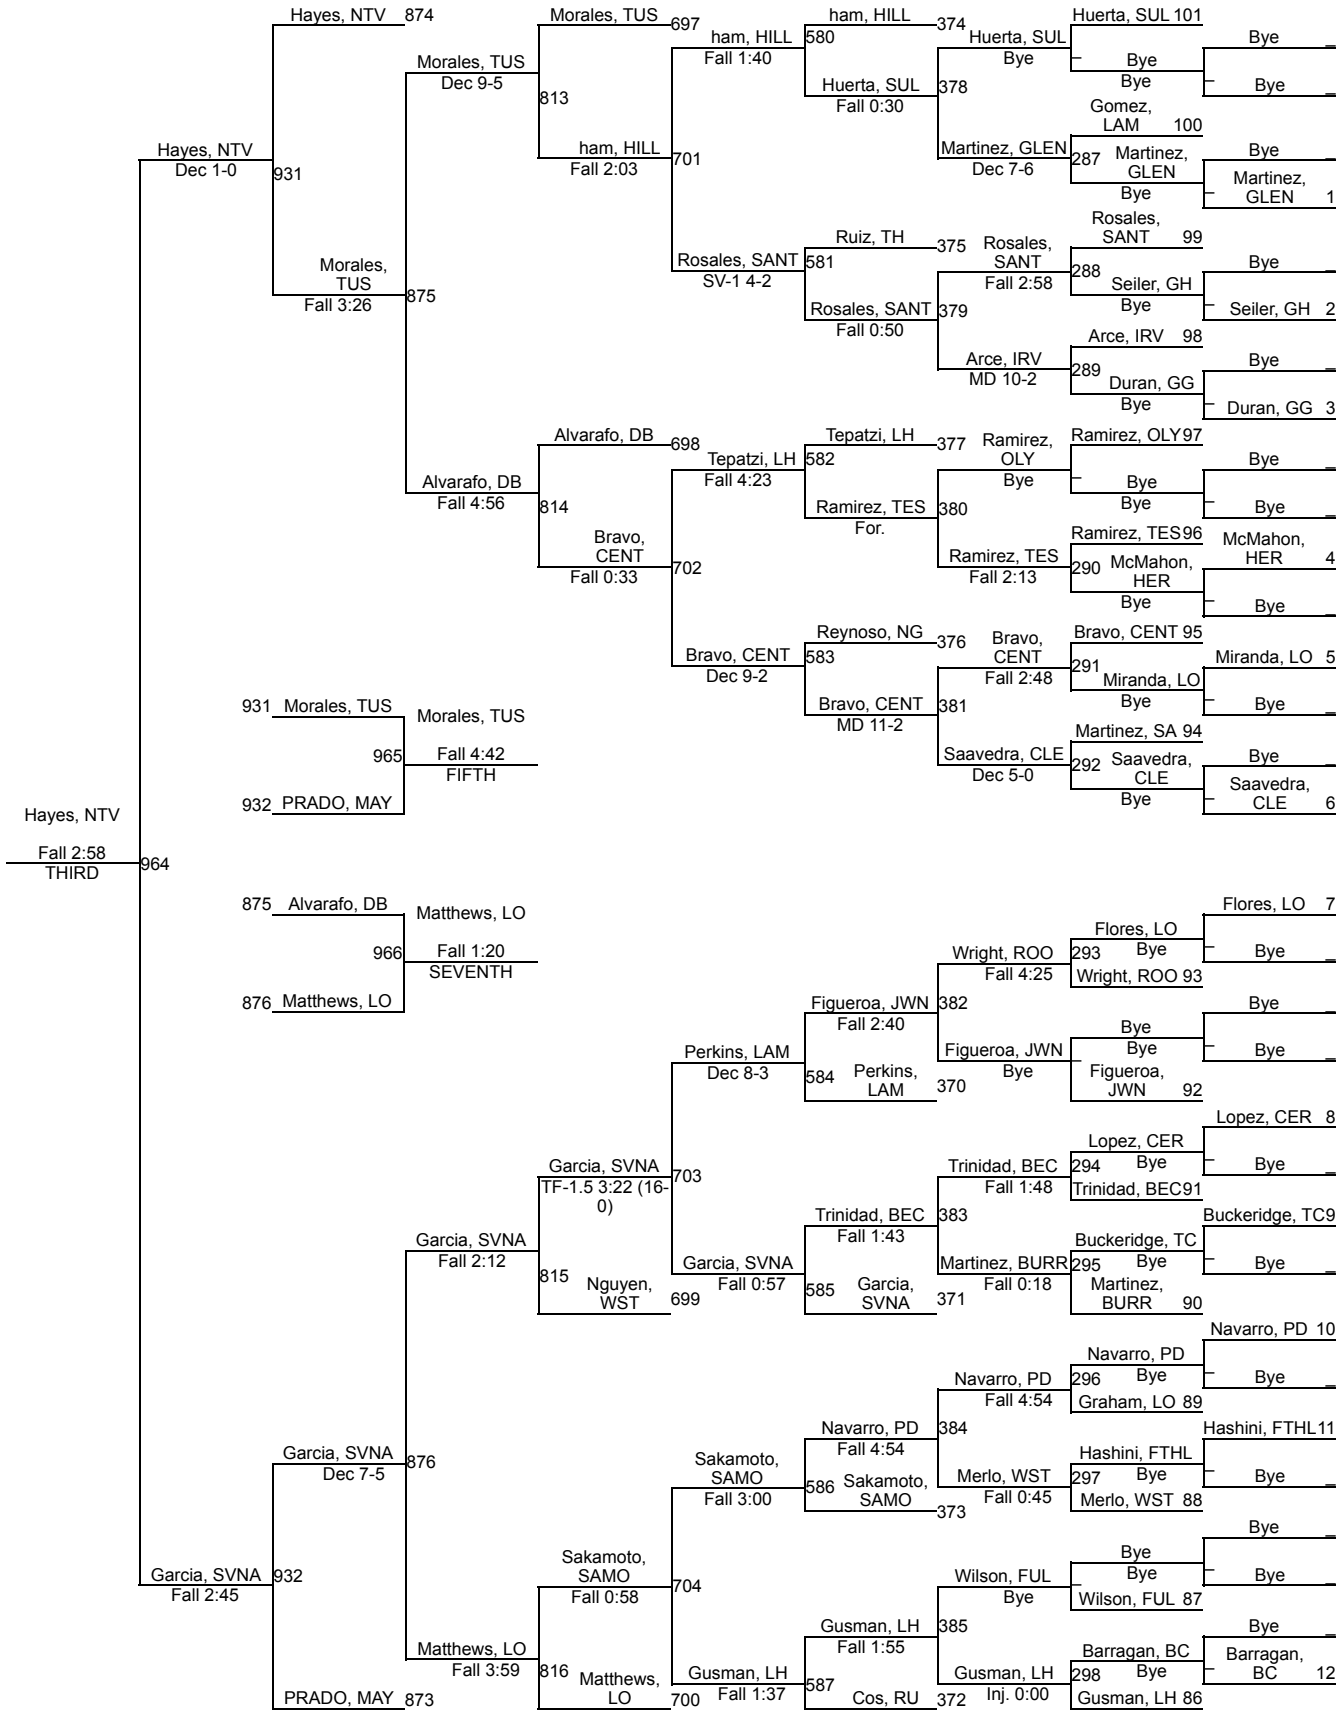 Hayes, NTV 874
Morales, TUS 697
ham, HILL 374
Huerta, SUL 101
Bye _
ham, HILL 580
Fall 1:40
Huerta, SUL
Bye
_ Bye
Bye
_ Bye _
Morales, TUS
Dec 9-5
813
Huerta, SUL
Fall 0:30
378
Gomez,
LAM 100
Hayes, NTV
Dec 1-0
931
ham, HILL
Fall 2:03
701
Martinez, GLEN
Dec 7-6
287 Martinez,
GLEN
Bye
Bye _
_ Martinez,
GLEN 1
Rosales,
SANT 99
Ruiz, TH 375
Rosales,
SANT
Fall 2:58
288
Seiler, GH
Bye
Bye _
_ Seiler, GH 2
Rosales, SANT
SV-1 4-2
581
Morales,
TUS
Fall 3:26
875
Rosales, SANT
Fall 0:50
379
Arce, IRV 98
Arce, IRV
MD 10-2
289
Duran, GG
Bye
Bye _
_ Duran, GG 3
Alvarafo, DB 698
Tepatzi, LH 377
Ramirez,
OLY
Bye
Ramirez, OLY97
Bye _
Tepatzi, LH 582
Fall 4:23
_ Bye
Bye
_ Bye _
Alvarafo, DB
Fall 4:56
814
Ramirez, TES
For.
380
Ramirez, TES96
McMahon,
HER 4
Bravo,
CENT
Fall 0:33
702
Ramirez, TES
Fall 2:13
290 McMahon,
HER
Bye
_ Bye _
Reynoso, NG 376
Bravo,
CENT
Fall 2:48
Bravo, CENT 95
291
Miranda, LO
Bye
Miranda, LO 5
_ Bye _
Bravo, CENT
Dec 9-2
583
Bravo, CENT
MD 11-2
381
Martinez, SA 94
Saavedra, CLE
Dec 5-0
292 Saavedra,
CLE
Bye
Bye _
_ Saavedra,
CLE 6
931 Morales, TUS
Morales, TUS
965 Fall 4:42
FIFTH
932 PRADO, MAY
Hayes, NTV
Fall 2:58
THIRD
964
875 Alvarafo, DB
Matthews, LO
966 Fall 1:20
SEVENTH
876 Matthews, LO
Flores, LO 7
Flores, LO
293 Bye
_ Bye _
Wright, ROO
Fall 4:25
Wright, ROO 93
Figueroa, JWN
Fall 2:40
382
Bye _
Bye
Bye
_ Bye _
Figueroa, JWN
Bye
_ Figueroa,
JWN 92
Perkins, LAM
Dec 8-3
584 Perkins,
LAM 370
Lopez, CER 8
Lopez, CER
294 Bye
_ Bye _
Garcia, SVNA
TF-1.5 3:22 (16-
0)
703
Trinidad, BEC
Fall 1:48
Trinidad, BEC91
Trinidad, BEC
Fall 1:43
383
Buckeridge, TC9
Buckeridge, TC
295 Bye
_ Bye _
Garcia, SVNA
Fall 2:12
815 Nguyen,
WST 699
Garcia, SVNA
Fall 0:57
585 Garcia,
SVNA 371
Martinez, BURR
Fall 0:18
Martinez,
BURR 90
Navarro, PD 10
Navarro, PD
296 Bye
_ Bye _
Navarro, PD
Fall 4:54
Graham, LO 89
Navarro, PD
Fall 4:54
384
Hashini, FTHL11
Hashini, FTHL
297 Bye
_ Bye _
Garcia, SVNA
Dec 7-5
876
Sakamoto,
SAMO
Fall 3:00
586 Sakamoto,
SAMO
373
Merlo, WST
Fall 0:45
Merlo, WST 88
Bye _
Bye
Bye
_ Bye _
Garcia, SVNA
Fall 2:45
932
Sakamoto,
SAMO
Fall 0:58
704
Wilson, FUL
Bye
_ Wilson, FUL 87
Gusman, LH
Fall 1:55
385
Bye _
Barragan, BC
298 Bye
_ Barragan,
BC 12
Matthews, LO
Fall 3:59
816 Matthews,
LO 700
Gusman, LH
Fall 1:37
587
Cos, RU 372
Gusman, LH
Inj. 0:00
Gusman, LH 86
PRADO, MAY 873